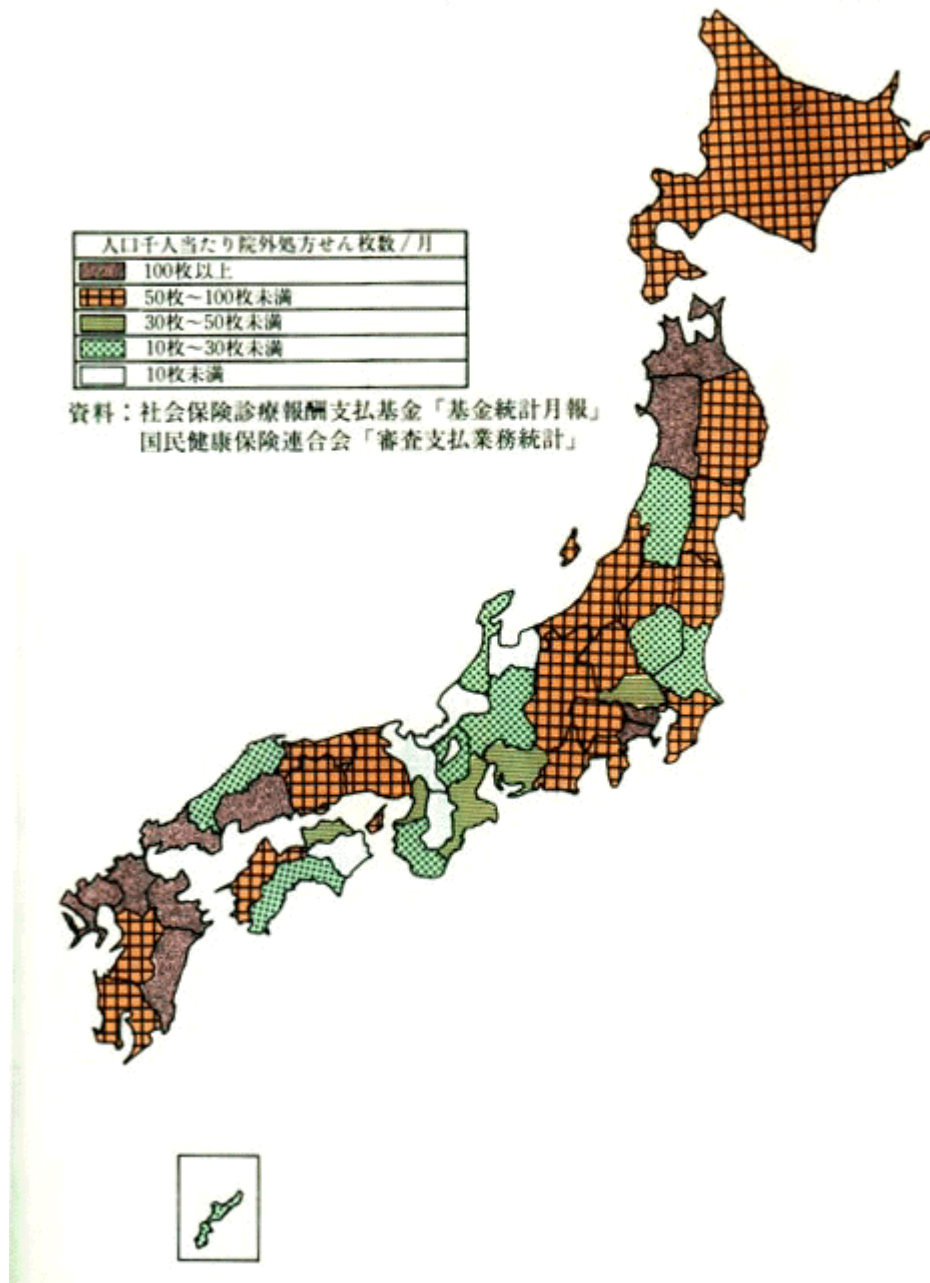 人口千人当たり院外処方せん枚数/月
100枚以上
50枚~100枚未満
30枚~50枚未満
10枚~30枚未満
10枚未満
資料:社会保険診療報酬支払基金「基金統計月報」
国民健康保険連合会「審査支払業務統計」